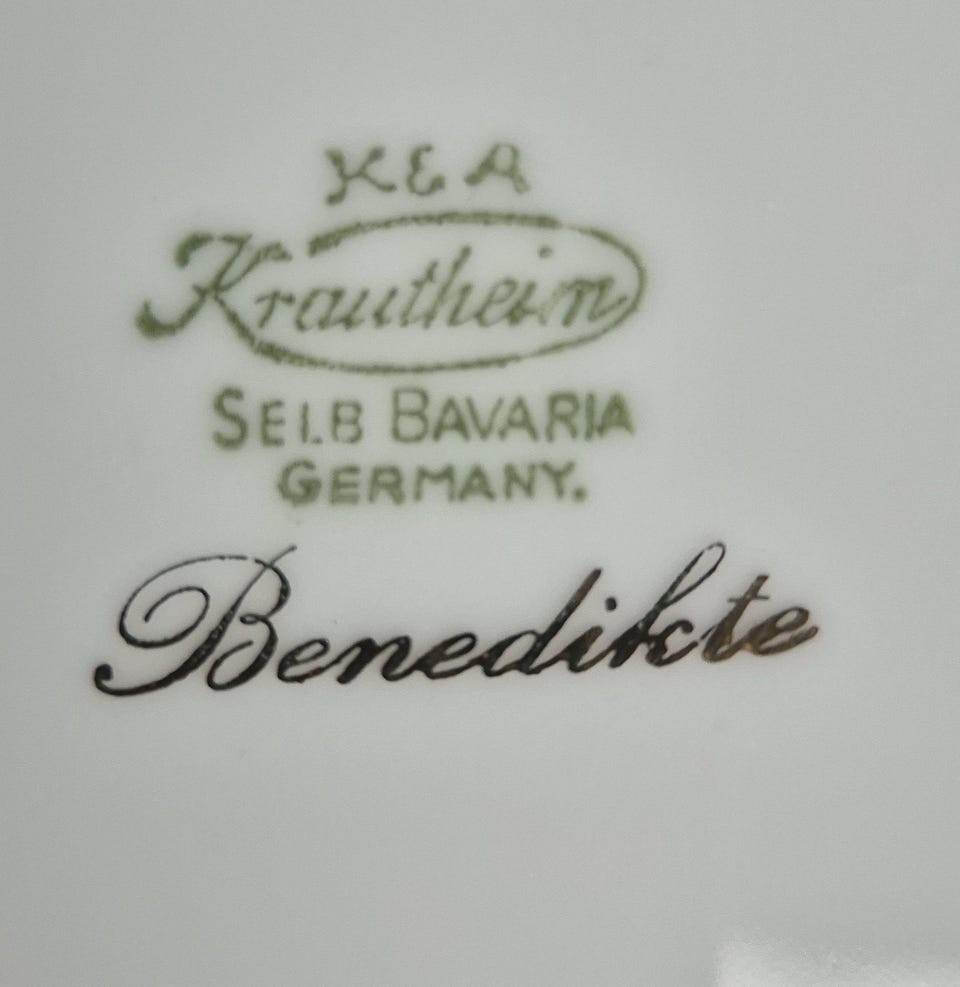 K & A
Krautheim
SELB BAVARIA
GERMANY.
Benedikte